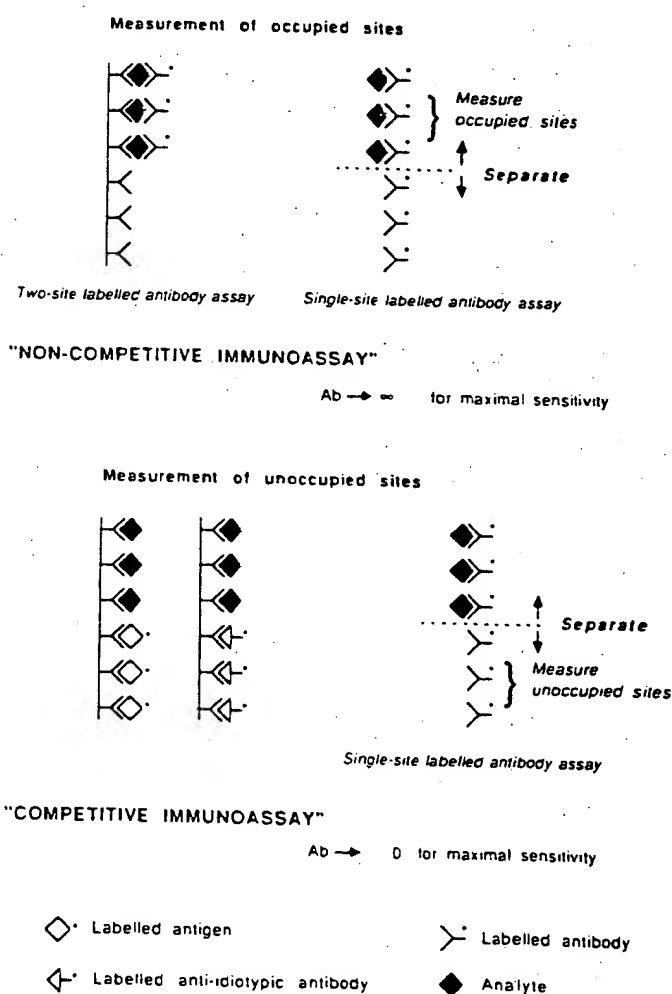 Measurement of occupied sites
Measure
occupied sites
Separate
Two-site labelled antibody assay
Single-site labelled antibody assay
"NON-COMPETITIVE IMMUNOASSAY"
Ab → ∞ for maximal sensitivity
Measurement of unoccupied sites
Separate
Measure
unoccupied sites
Single-site labelled antibody assay
"COMPETITIVE IMMUNOASSAY"
Ab → 0 for maximal sensitivity
Labelled antigen
Labelled antibody
Labelled anti-idiotypic antibody
Analyte